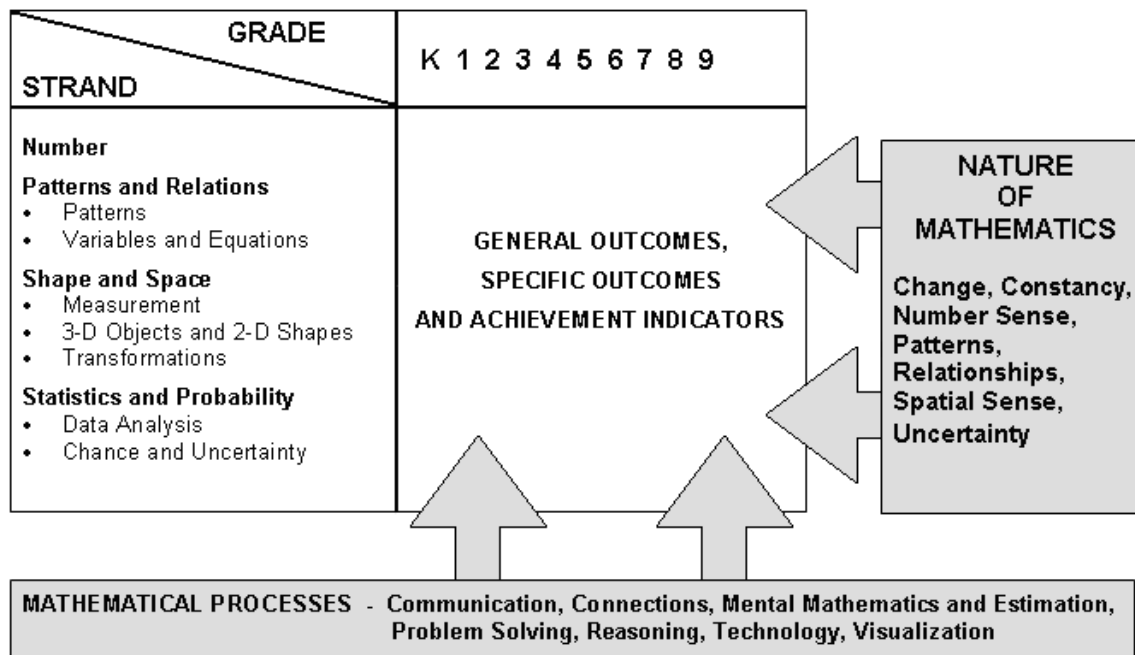 GRADE
STRAND
K 1 2 3 4 5 6 7 8 9
Number
Patterns and Relations
• Patterns
• Variables and Equations
Shape and Space
• Measurement
• 3-D Objects and 2-D Shapes
• Transformations
Statistics and Probability
• Data Analysis
• Chance and Uncertainty
GENERAL OUTCOMES,
SPECIFIC OUTCOMES
AND ACHIEVEMENT INDICATORS
NATURE
OF
MATHEMATICS
Change, Constancy,
Number Sense,
Patterns,
Relationships,
Spatial Sense,
Uncertainty
MATHEMATICAL PROCESSES - Communication, Connections, Mental Mathematics and Estimation,
Problem Solving, Reasoning, Technology, Visualization